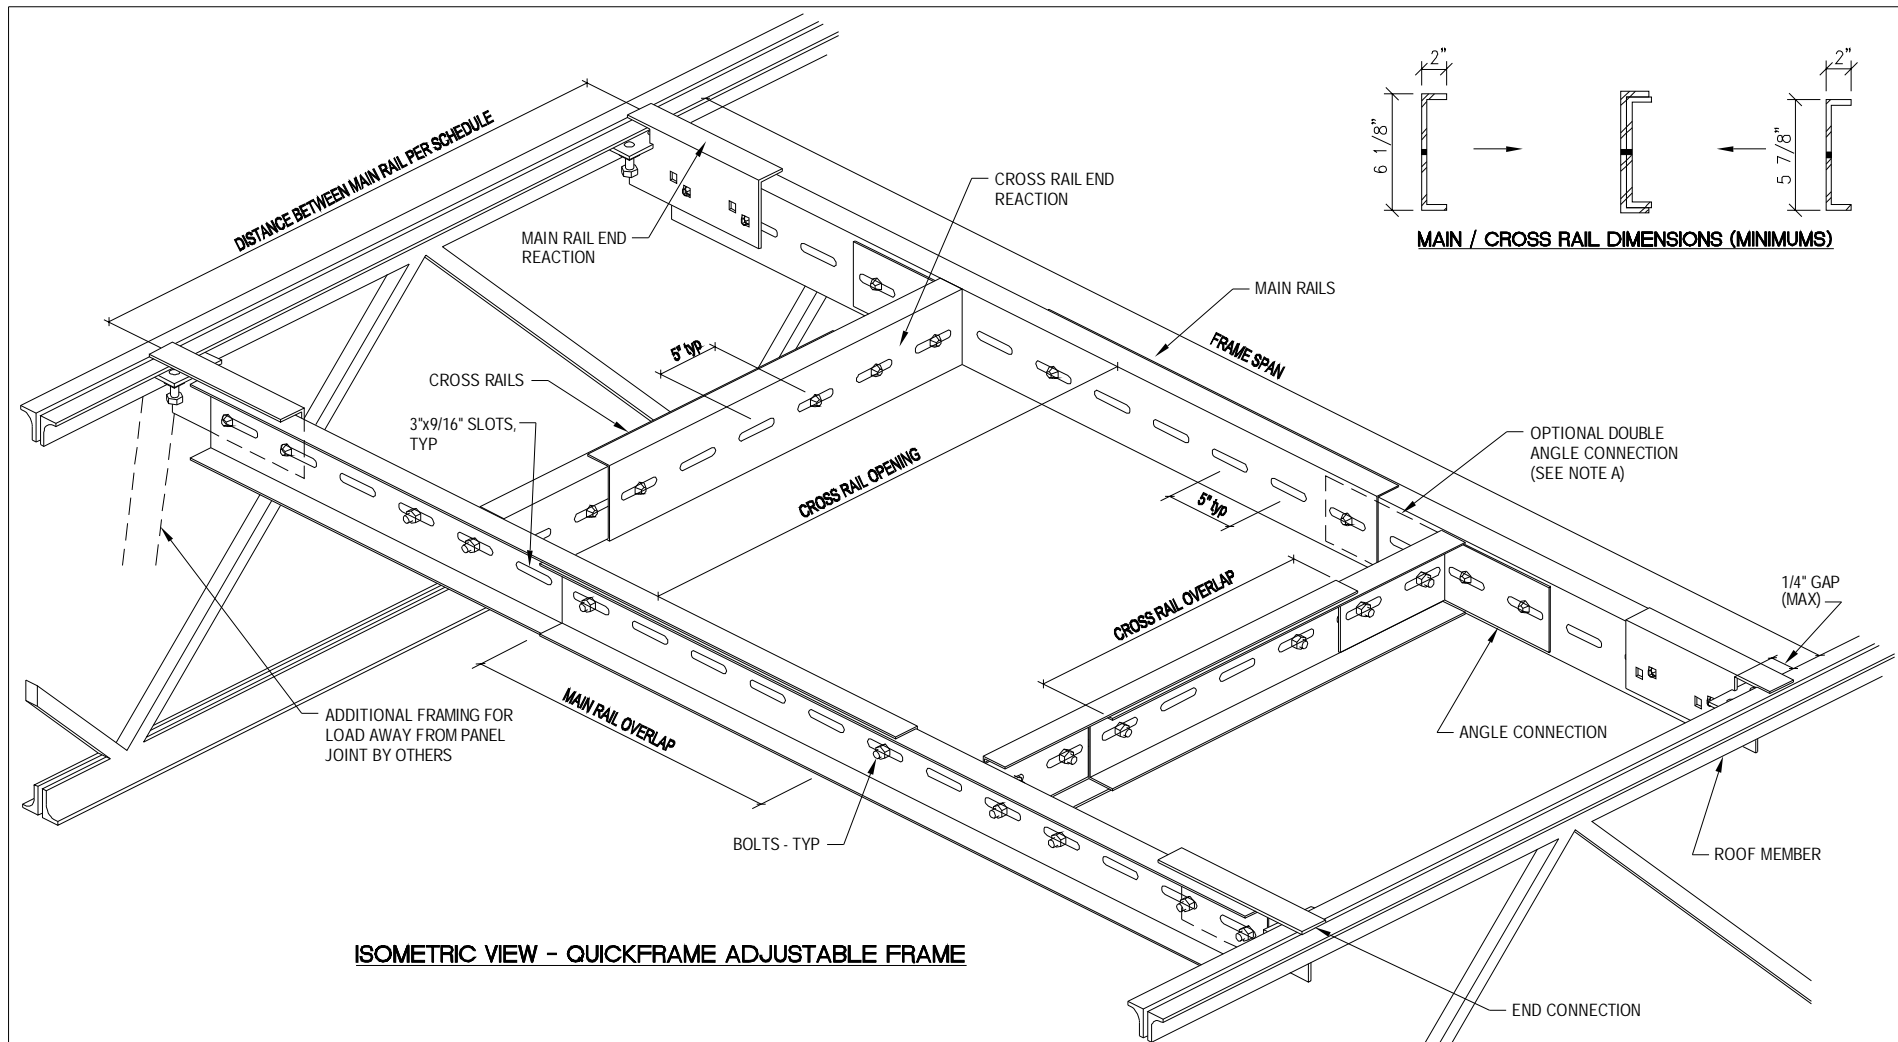 2"
2"
6 1/8"
5 7/8"
MAIN / CROSS RAIL DIMENSIONS (MINIMUMS)
DISTANCE BETWEEN MAIN RAIL PER SCHEDULE
CROSS RAIL END
REACTION
MAIN RAIL END
REACTION
MAIN RAILS
FRAME SPAN
5" typ
CROSS RAILS
3"x9/16" SLOTS,
TYP
OPTIONAL DOUBLE
ANGLE CONNECTION
(SEE NOTE A)
CROSS RAIL OPENING
5" typ
CROSS RAIL OVERLAP
1/4" GAP
(MAX)
MAIN RAIL OVERLAP
ADDITIONAL FRAMING FOR
LOAD AWAY FROM PANEL
JOINT BY OTHERS
ANGLE CONNECTION
BOLTS - TYP
ROOF MEMBER
ISOMETRIC VIEW - QUICKFRAME ADJUSTABLE FRAME
END CONNECTION